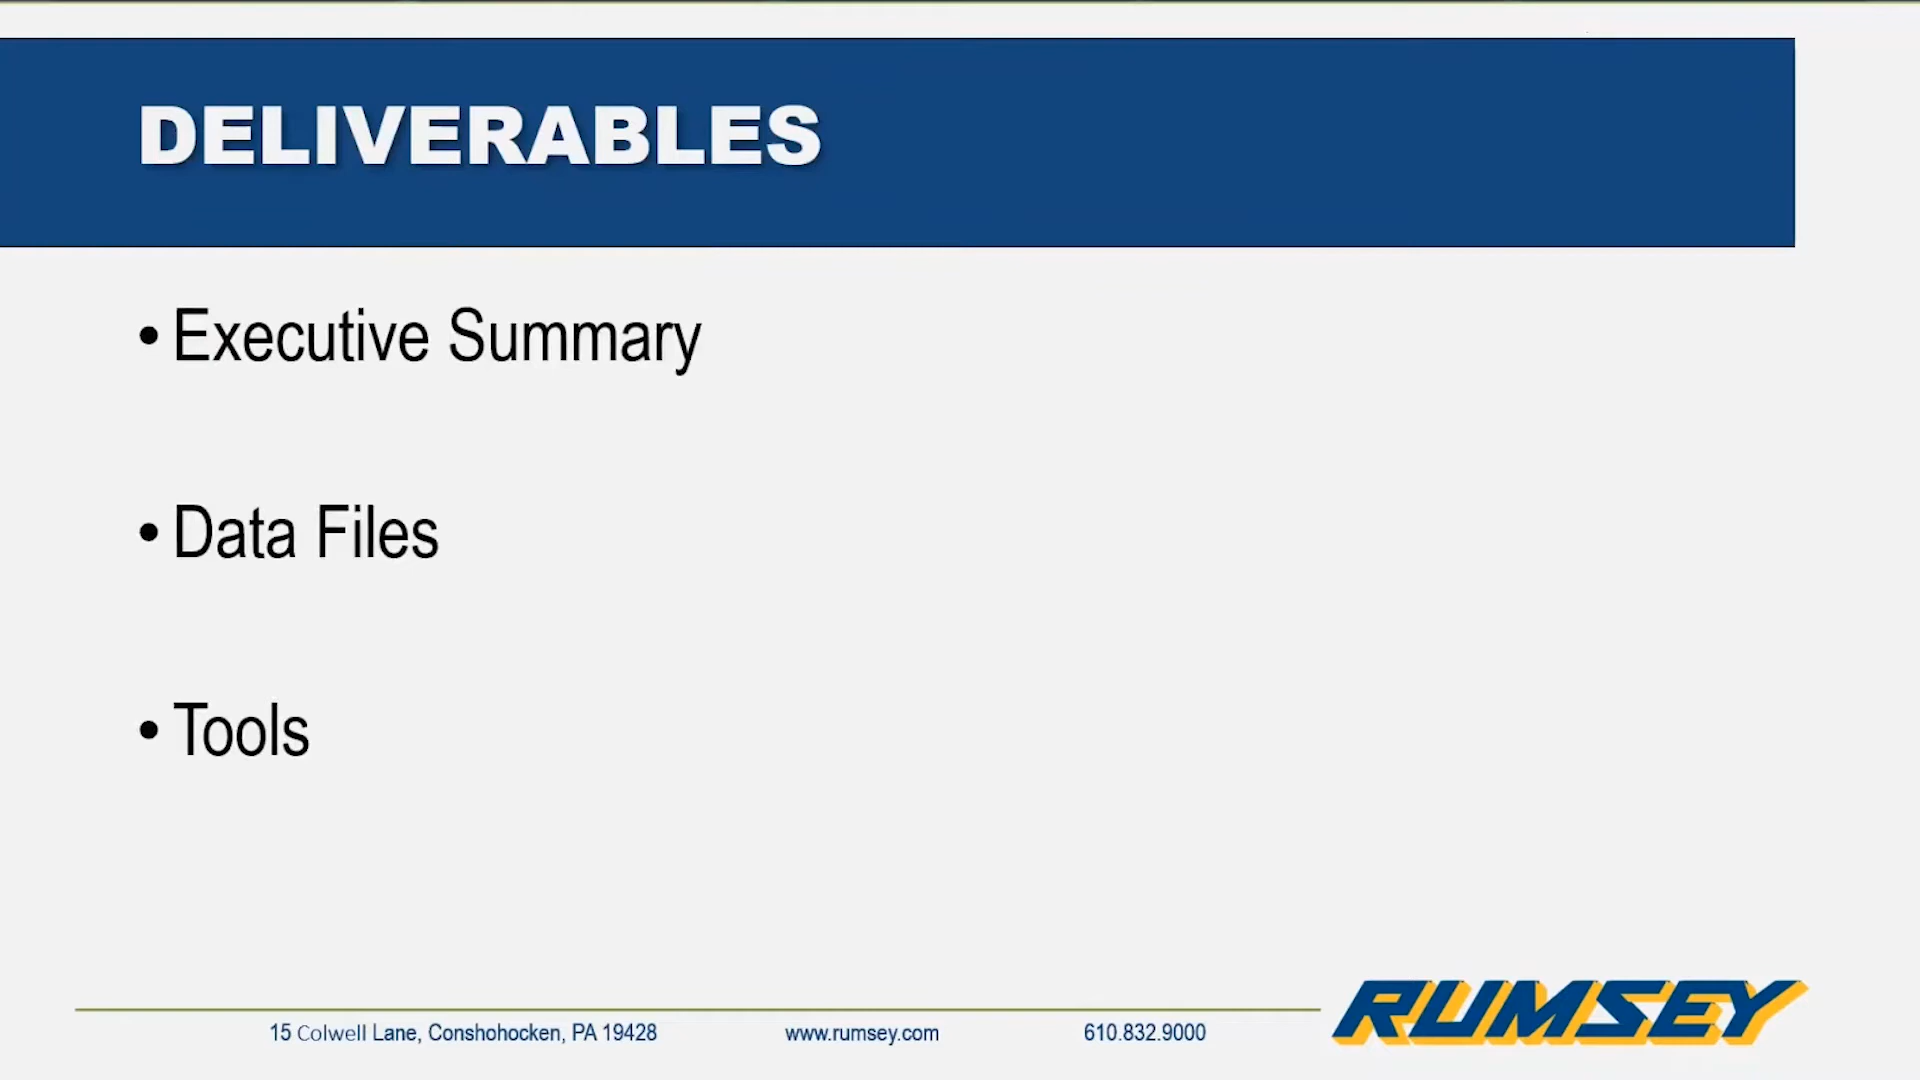 DELIVERABLES
• Executive Summary
• Data Files
• Tools
15 Colwell Lane, Conshohocken, PA 19428 www.rumsey.com 610.832.9000
RUMSEY